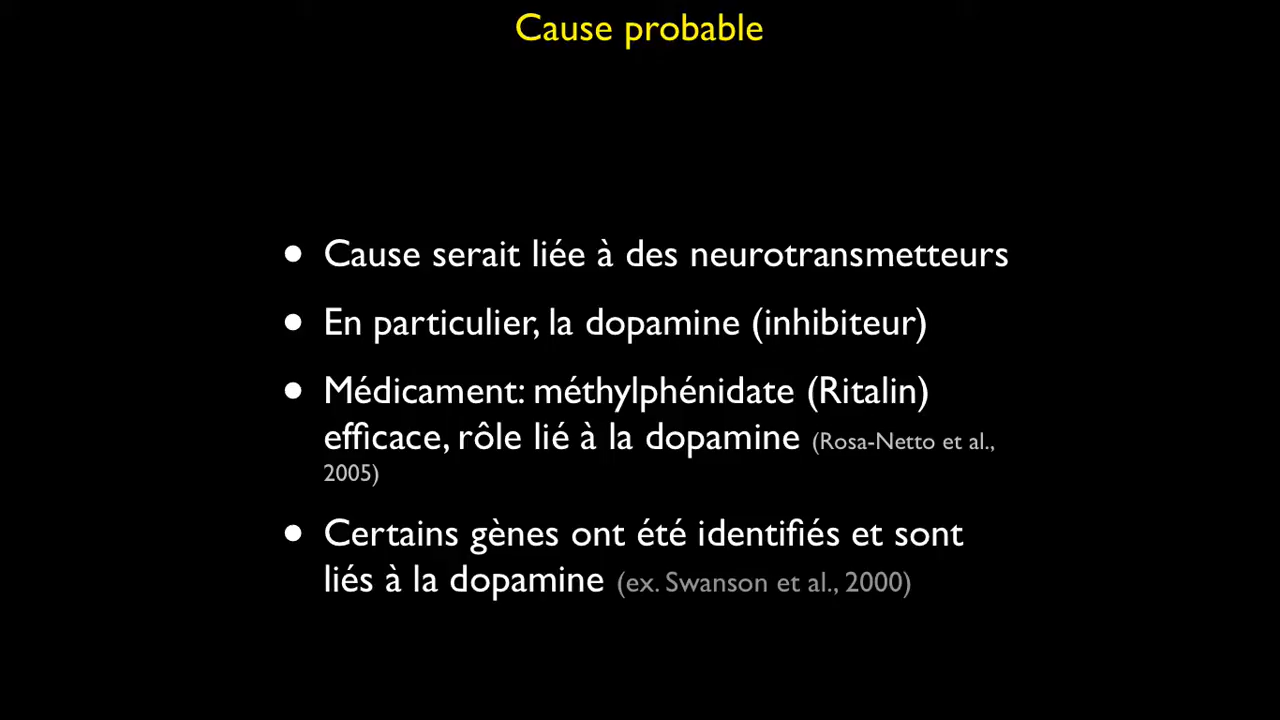 Cause probable
• Cause serait liée à des neurotransmetteurs
• En particulier, la dopamine (inhibiteur)
• Médicament: méthylphénidate (Ritalin)
efficace, rôle lié à la dopamine (Rosa-Netto et al.,
2005)
• Certains gènes ont été identifiés et sont
liés à la dopamine (ex. Swanson et al., 2000)